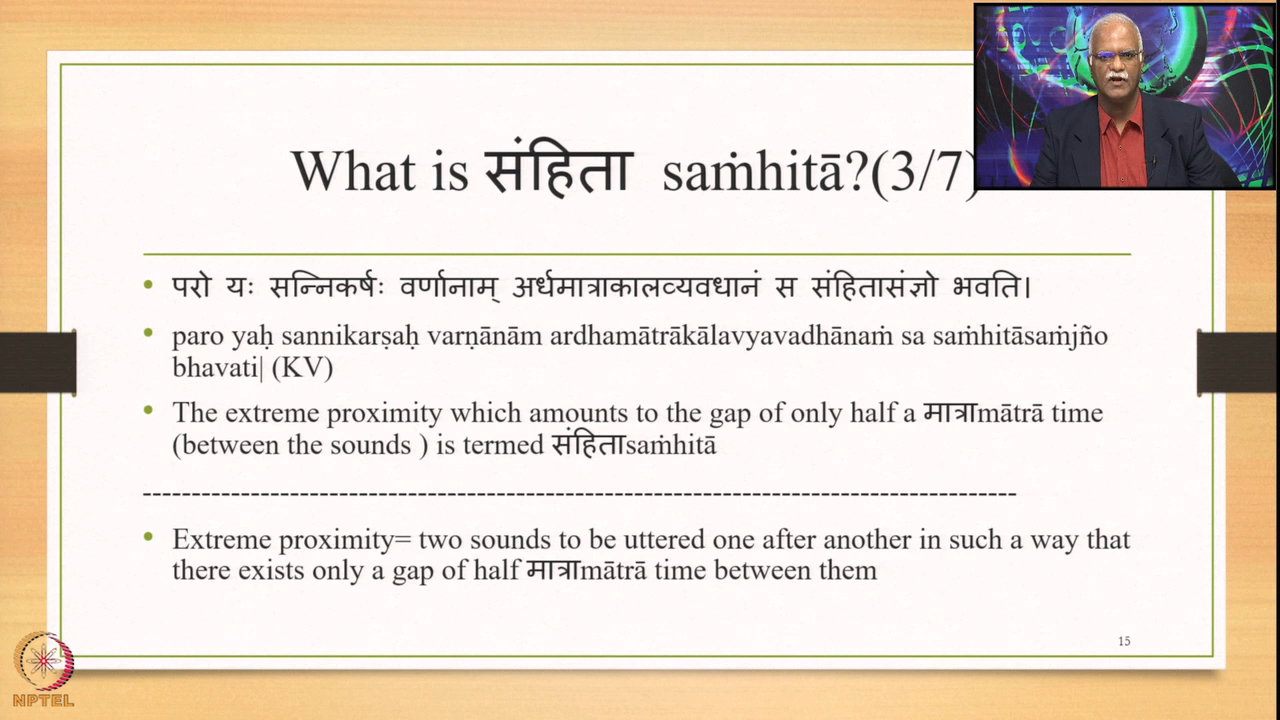 What is संहिता saṁhitā?(3/7)
परो यः सन्निकर्षः वर्णानाम् अर्धमात्राकालव्यवधानं स संहितासंज्ञो भवति।
paro yaḥ sannikarṣaḥ varṇānām ardhamātrākālavyavadhānaṁ sa saṁhitāsaṁjño
bhavati| (KV)
The extreme proximity which amounts to the gap of only half a मात्राmātrā time
(between the sounds ) is termed संहिताsaṁhitā
---------------------------------------------------------------------------------------------
Extreme proximity= two sounds to be uttered one after another in such a way that
there exists only a gap of half मात्राmātrā time between them
15
NPTEL